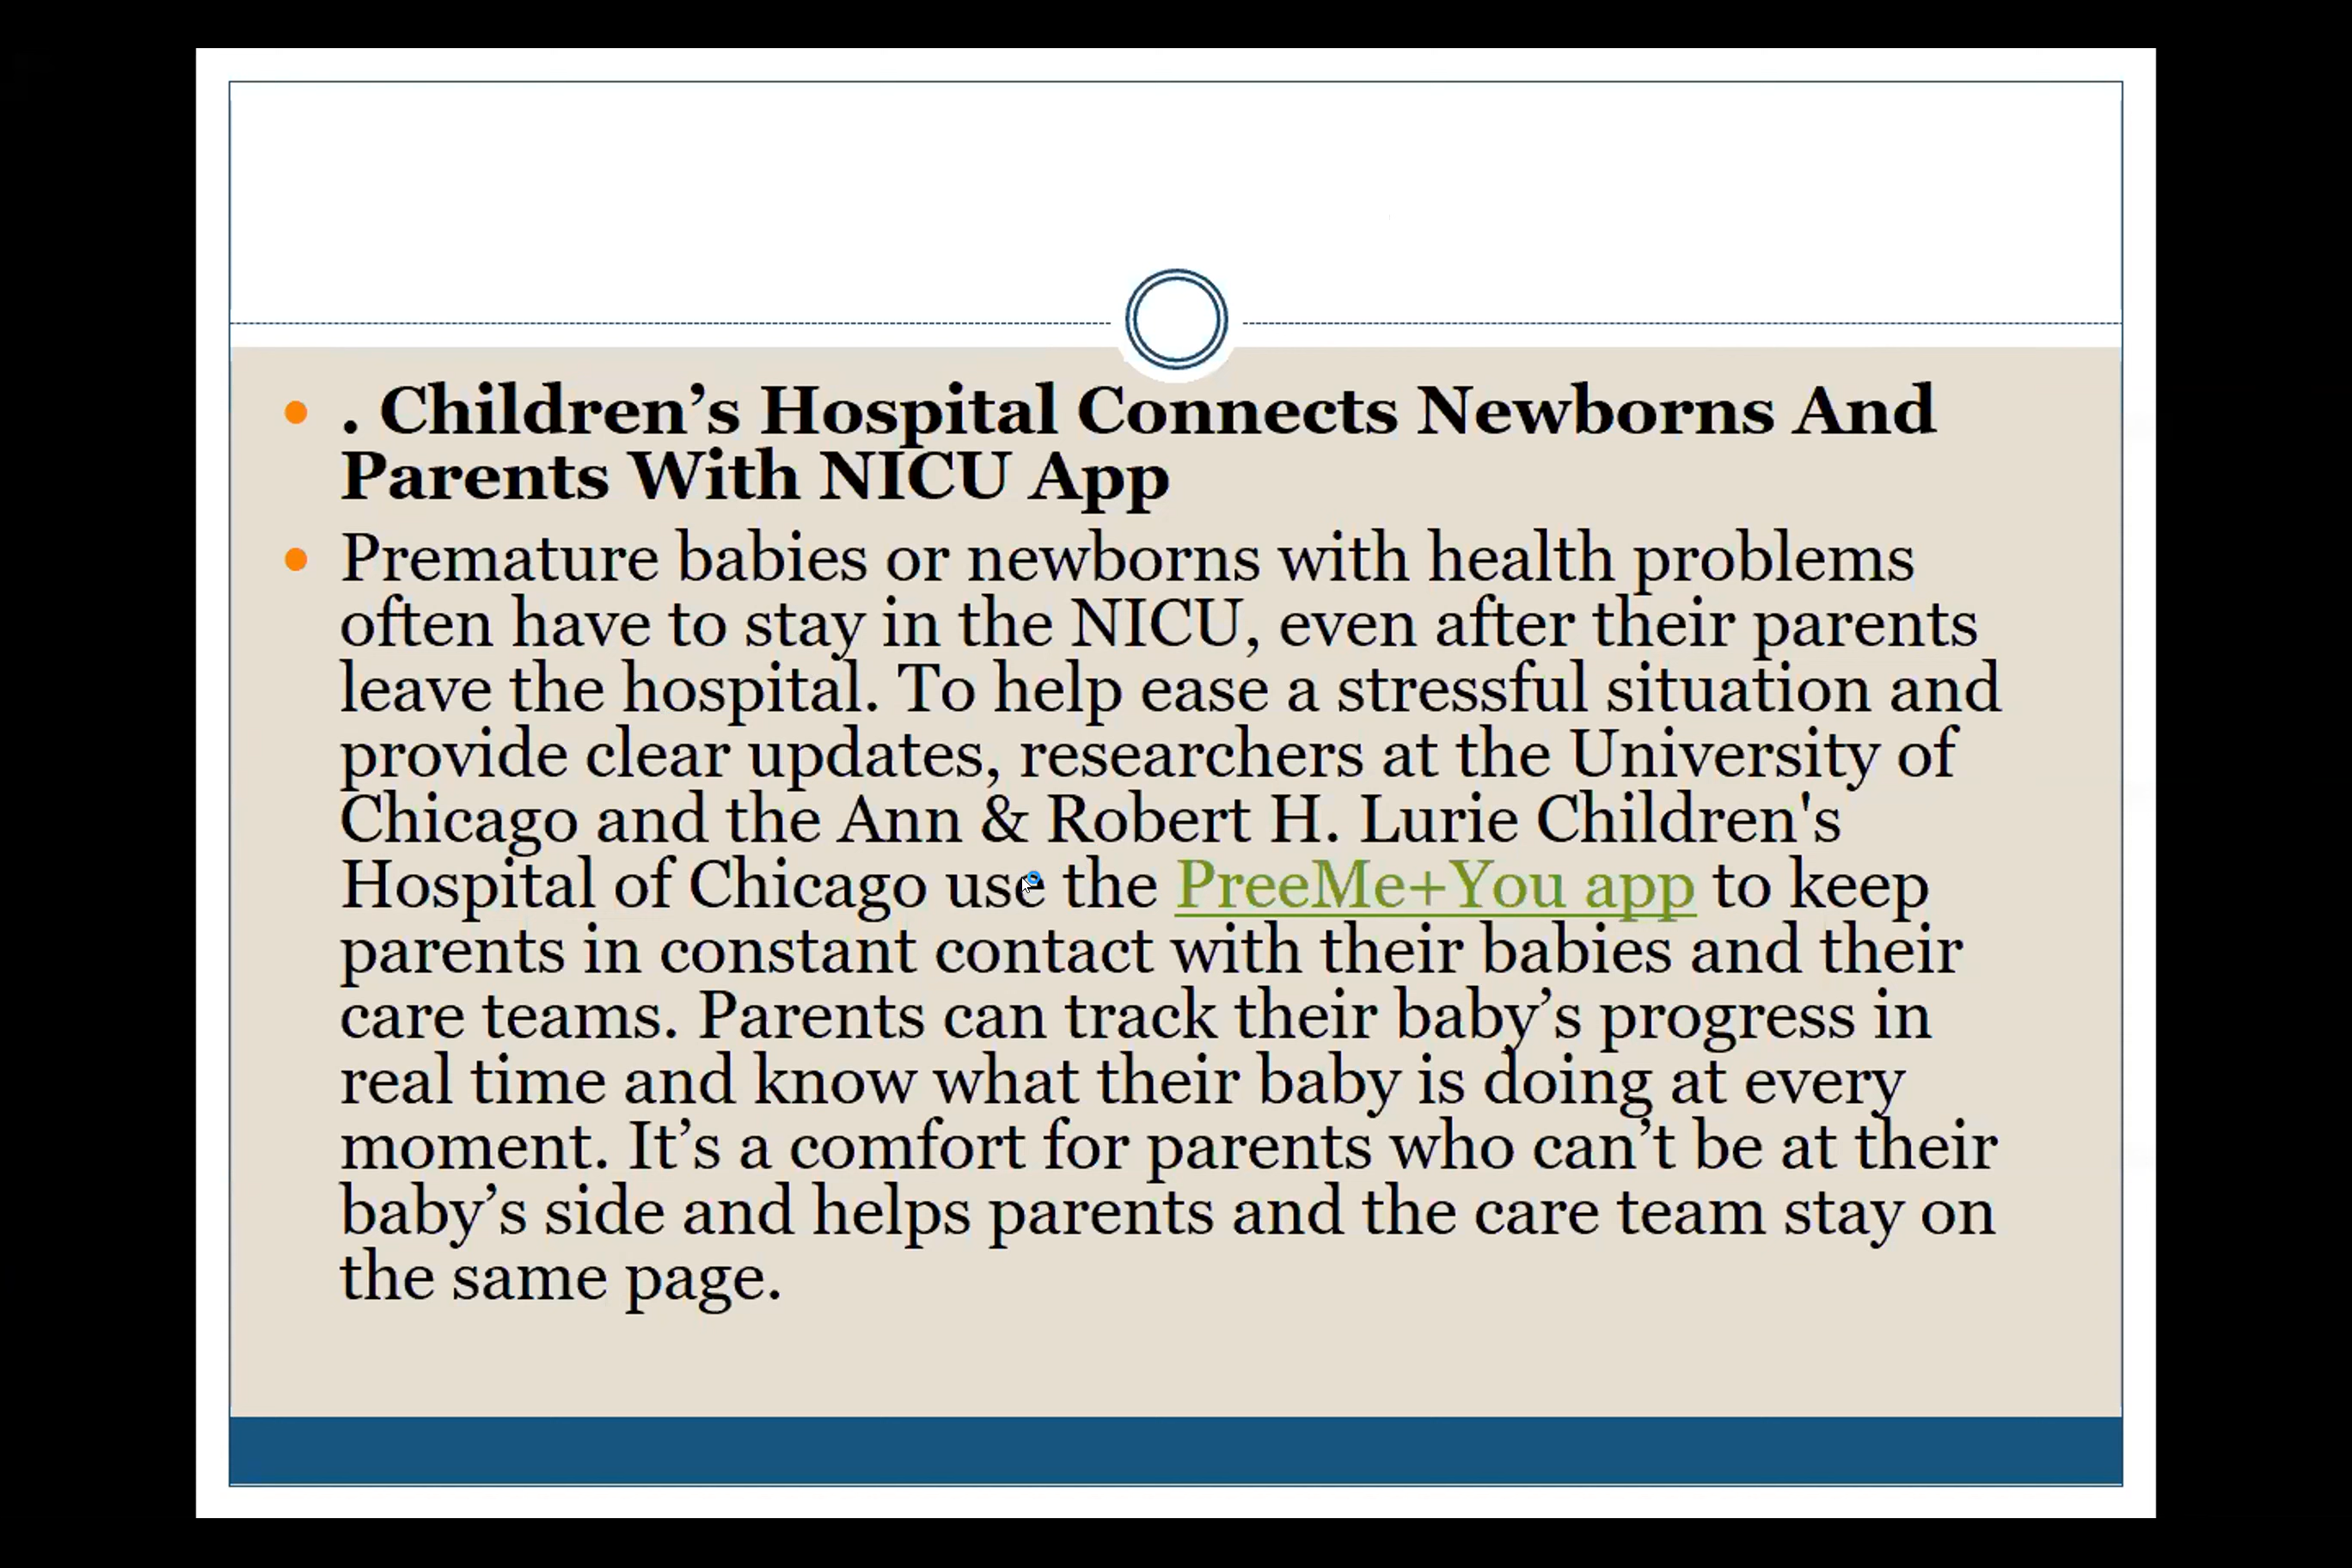 . Children’s Hospital Connects Newborns And
Parents With NICU App
Premature babies or newborns with health problems
often have to stay in the NICU, even after their parents
leave the hospital. To help ease a stressful situation and
provide clear updates, researchers at the University of
Chicago and the Ann & Robert H. Lurie Children's
Hospital of Chicago use the PreeMe+You app to keep
parents in constant contact with their babies and their
care teams. Parents can track their baby’s progress in
real time and know what their baby is doing at every
moment. It’s a comfort for parents who can’t be at their
baby’s side and helps parents and the care team stay on
the same page.